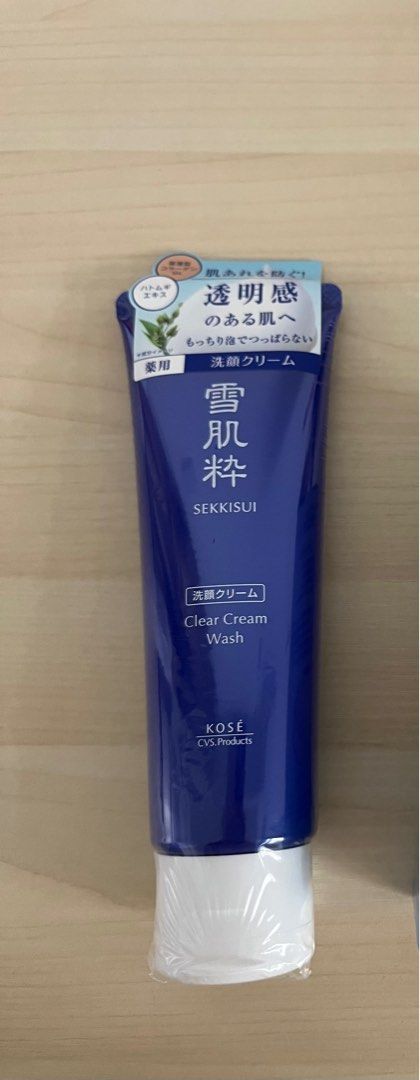 肌あれを防ぐ!
ハトムギ
エキス
透明感
のある肌へ
もっちり泡でつっぱらない
薬用
洗顔クリーム
雪肌粋
SEKKISUI
洗顔クリーム
Clear Cream
Wash
KOSÉ
CVS.Products